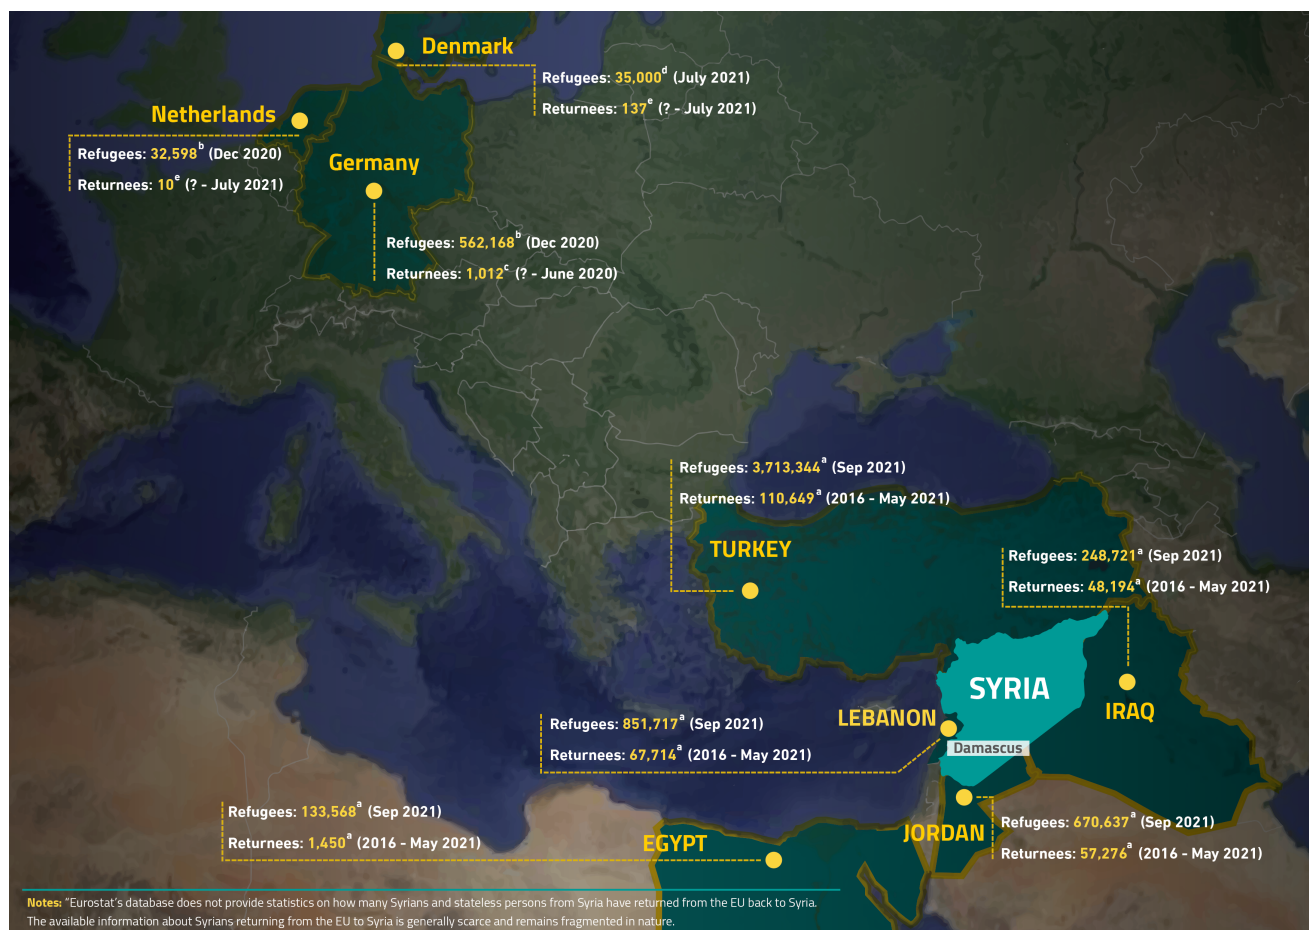 Denmark
Refugees: 35,000d (July 2021)
Returnees: 137e (? - July 2021)
Netherlands
Refugees: 32,598b (Dec 2020)
Returnees: 10e (? - July 2021)
Germany
Refugees: 562,168b (Dec 2020)
Returnees: 1,012c (? - June 2020)
Refugees: 3,713,344a (Sep 2021)
Returnees: 110,649a (2016 - May 2021)
TURKEY
Refugees: 248,721a (Sep 2021)
Returnees: 48,194a (2016 - May 2021)
SYRIA
IRAQ
LEBANON
Refugees: 851,717a (Sep 2021)
Returnees: 67,714a (2016 - May 2021)
Damascus
Refugees: 133,568a (Sep 2021)
Returnees: 1,450a (2016 - May 2021)
EGYPT
JORDAN
Refugees: 670,637a (Sep 2021)
Returnees: 57,276a (2016 - May 2021)
Notes: "Eurostat's database does not provide statistics on how many Syrians and stateless persons from Syria have returned from the EU back to Syria.
The available information about Syrians returning from the EU to Syria is generally scarce and remains fragmented in nature.